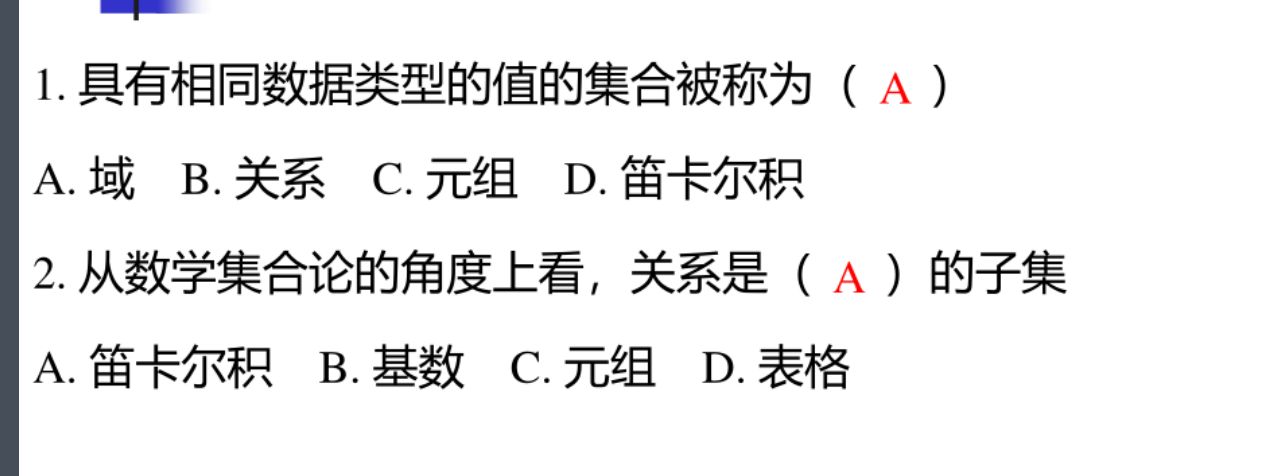 1. 具有相同数据类型的值的集合被称为（ A ）
A. 域 B. 关系 C. 元组 D. 笛卡尔积
2. 从数学集合论的角度上看，关系是（ A ）的子集
A. 笛卡尔积 B. 基数 C. 元组 D. 表格